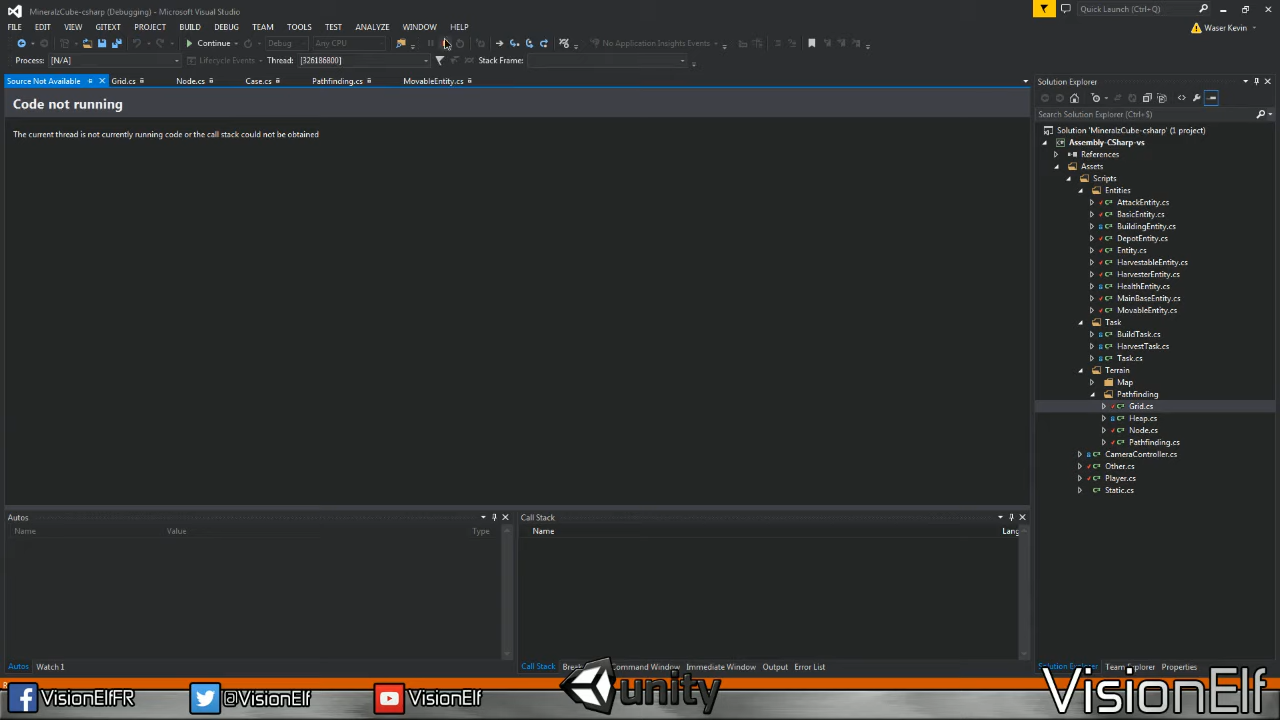 MineralzCube-csharp (Debugging) - Microsoft Visual Studio
Quick Launch (Ctrl+Q)
FILE EDIT VIEW GITEX PROJECT BUILD DEBUG TEAM TOOLS TEST ANALYZE WINDOW HELP
Waser Kevin
Continue Debug Any CPU No Application Insights Events
Process: [N/A] Lifecycle Events Thread: [326186800] Stack Frame:
Source Not Available Grid.cs Node.cs Case.cs Pathfinding.cs MovableEntity.cs
Code not running
The current thread is not currently running code or the call stack could not be obtained
Solution Explorer
Search Solution Explorer (Ctrl+$)
Solution 'MineralzCube-csharp' (1 project)
Assembly-CSharp-vs
References
Assets
Scripts
Entities
AttackEntity.cs
BasicEntity.cs
BuildingEntity.cs
DepotEntity.cs
Entity.cs
HarvestableEntity.cs
HarvesterEntity.cs
HealthEntity.cs
MainBaseEntity.cs
MovableEntity.cs
Task
BuildTask.cs
HarvestTask.cs
Task.cs
Terrain
Map
Pathfinding
Grid.cs
Heap.cs
Node.cs
Pathfinding.cs
CameraController.cs
Other.cs
Player.cs
Static.cs
Autos
Name Value Type
Call Stack
Name Lang
Autos Watch 1
Call Stack Break Command Window Immediate Window Output Error List
Solution Explorer Team Explorer Properties
VisionElfFR @VisionElf VisionElf unity VisionElf